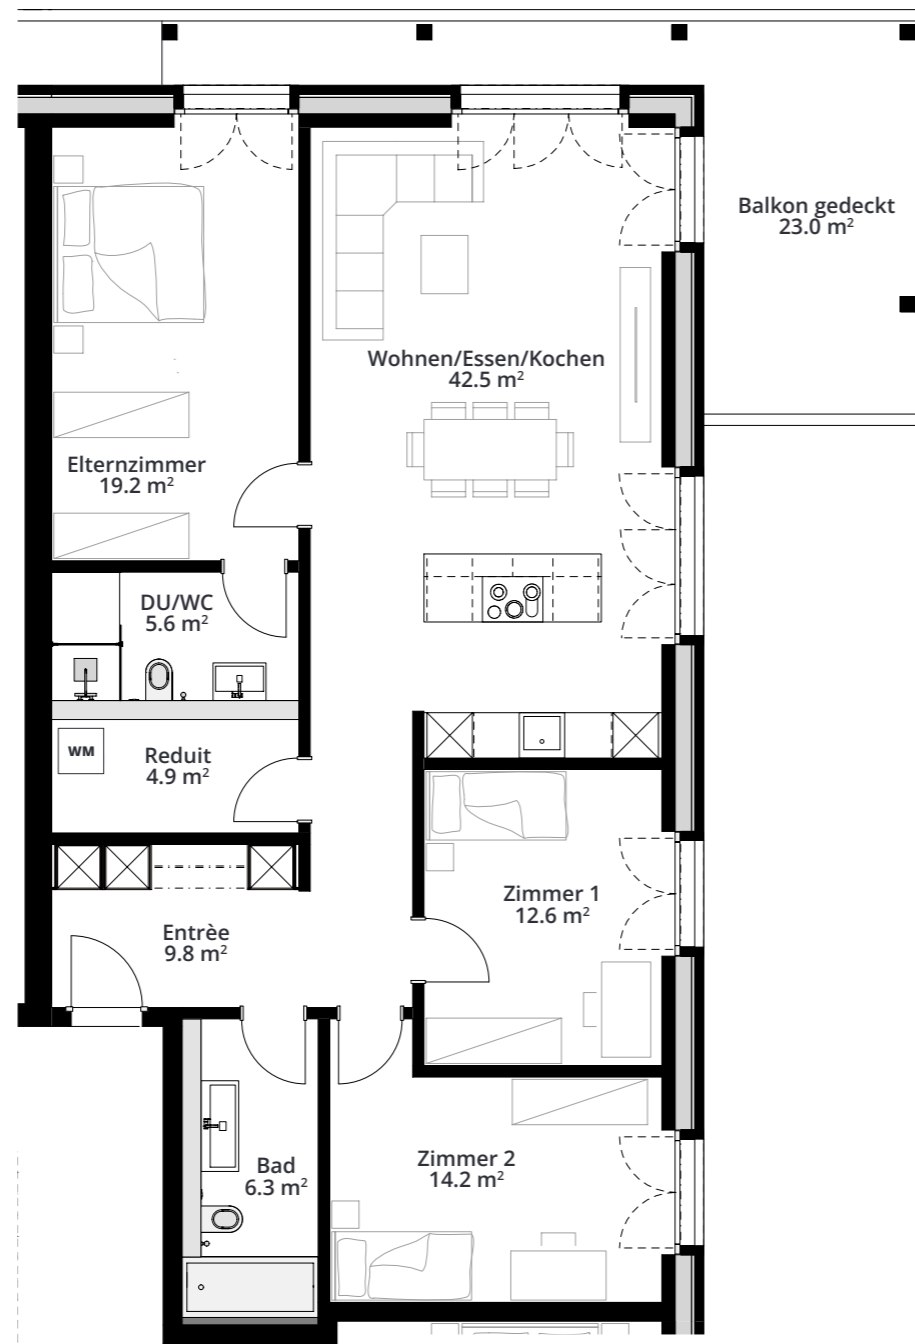 Balkon gedeckt
23.0 m²
Wohnen/Essen/Kochen
42.5 m²
Elternzimmer
19.2 m²
DU/WC
5.6 m²
WM
Reduit
4.9 m²
Zimmer 1
12.6 m²
Entrèe
9.8 m²
Bad
6.3 m²
Zimmer 2
14.2 m²